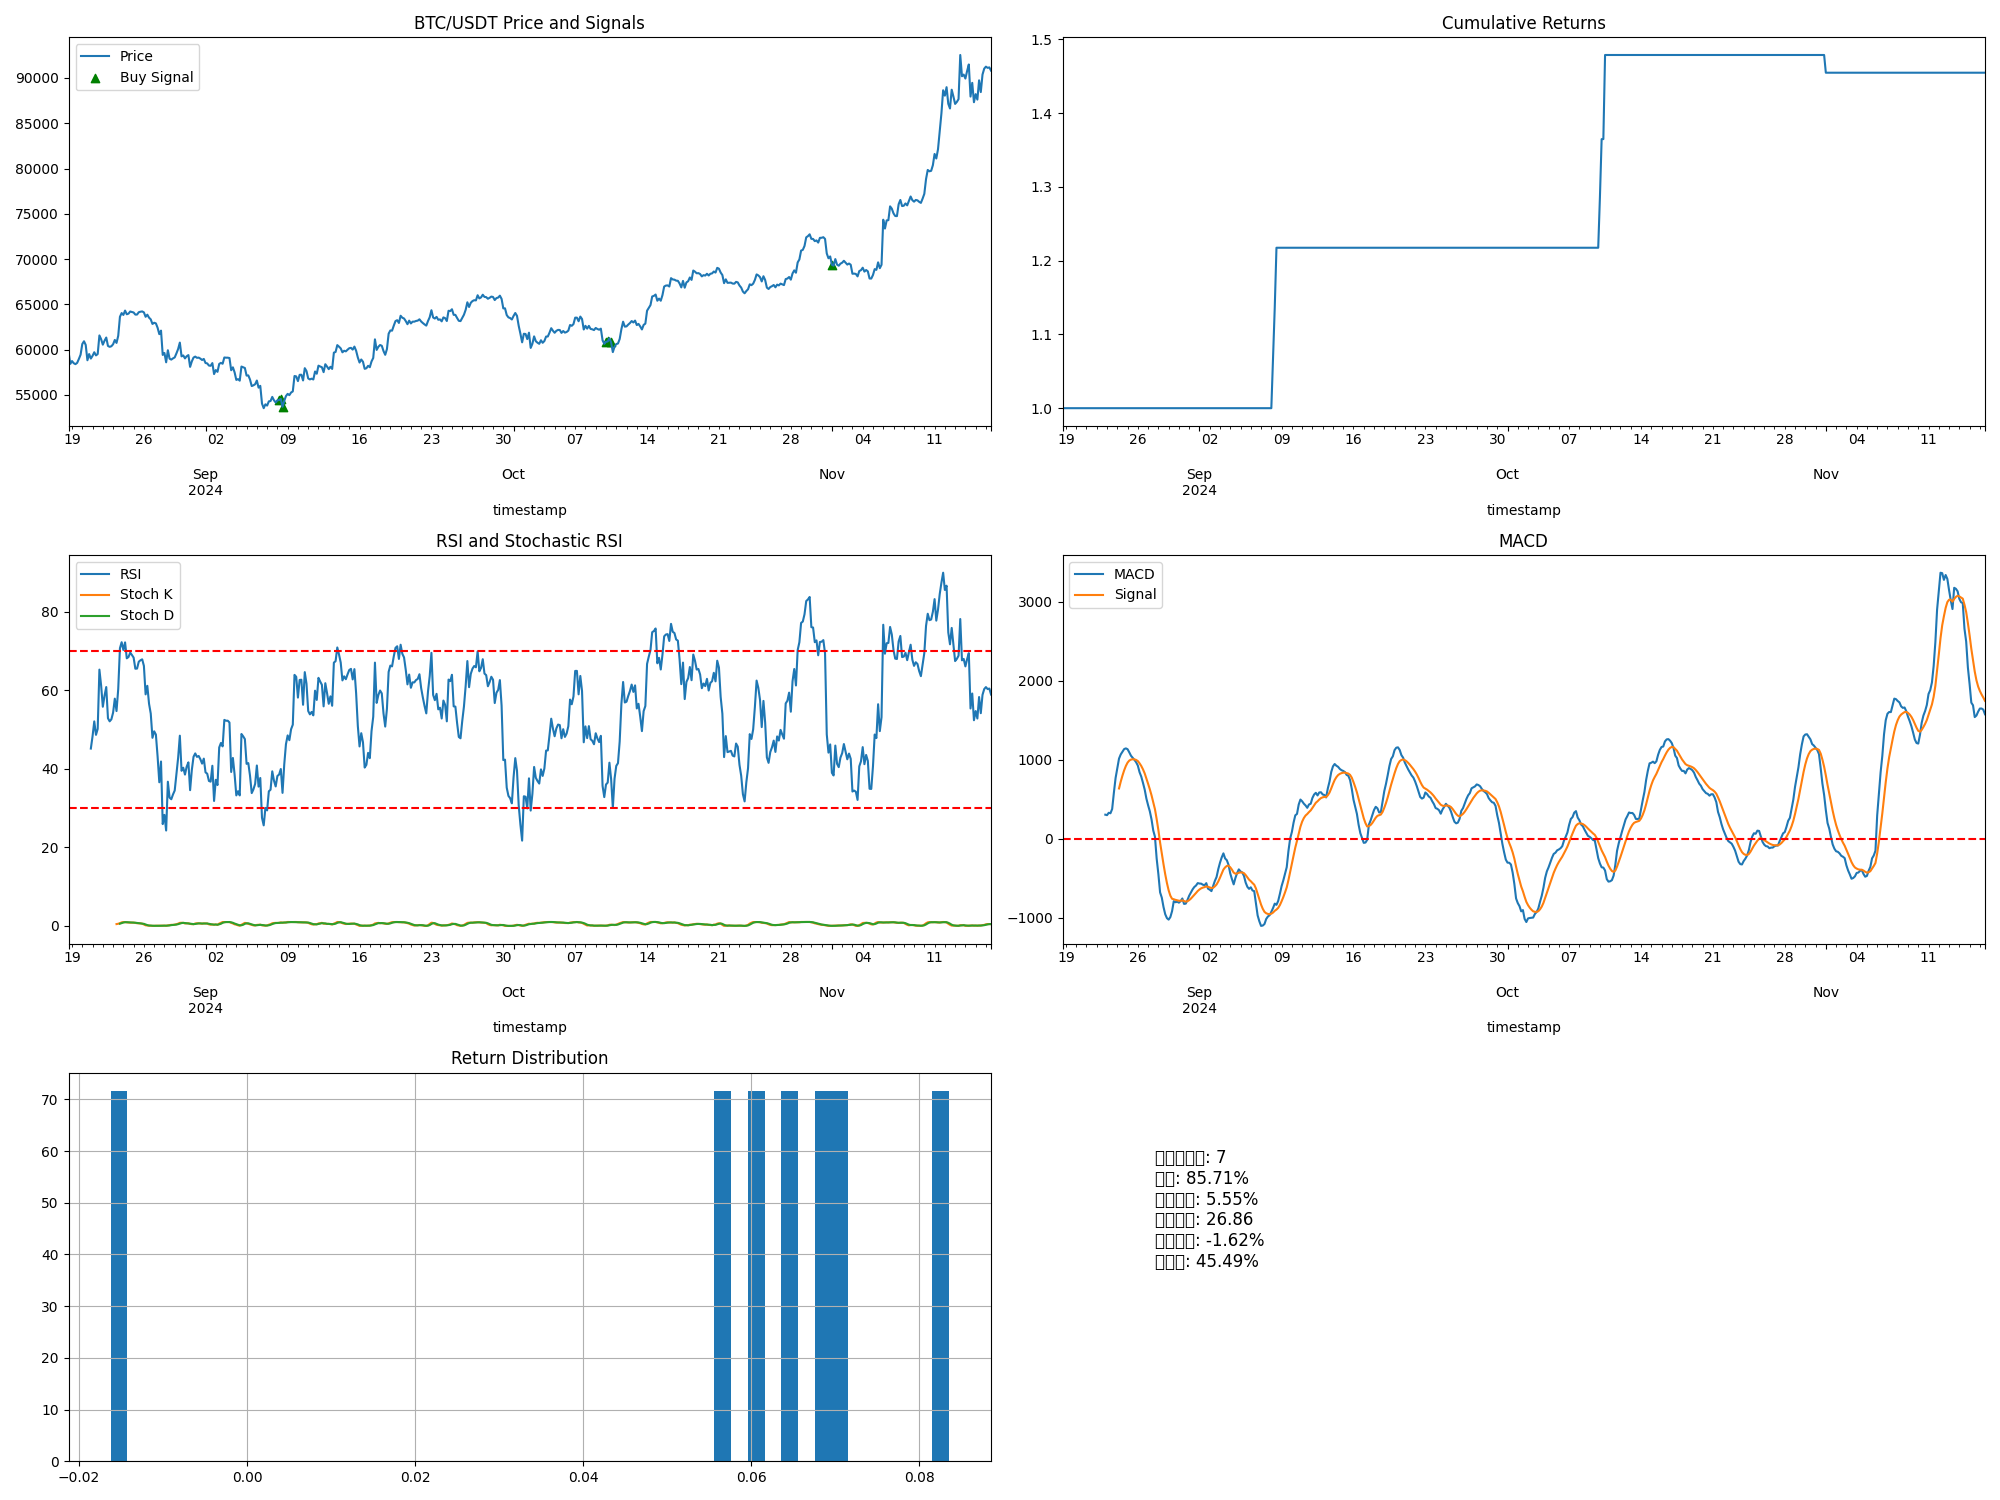 BTC/USDT Price and Signals
Price
Buy Signal
90000
85000
80000
75000
70000
65000
60000
55000
19 26 02 09 16 23 30 07 14 21 28 04 11
Sep Oct Nov
2024
timestamp
Cumulative Returns
1.5
1.4
1.3
1.2
1.1
1.0
19 26 02 09 16 23 30 07 14 21 28 04 11
Sep Oct Nov
2024
timestamp
RSI and Stochastic RSI
RSI
Stoch K
Stoch D
80
60
40
20
0
19 26 02 09 16 23 30 07 14 21 28 04 11
Sep Oct Nov
2024
timestamp
MACD
MACD
Signal
3000
2000
1000
0
−1000
19 26 02 09 16 23 30 07 14 21 28 04 11
Sep Oct Nov
2024
timestamp
Return Distribution
70
60
50
40
30
20
10
0
−0.02 0.00 0.02 0.04 0.06 0.08
: 7
: 85.71%
: 5.55%
: 26.86
: -1.62%
: 45.49%